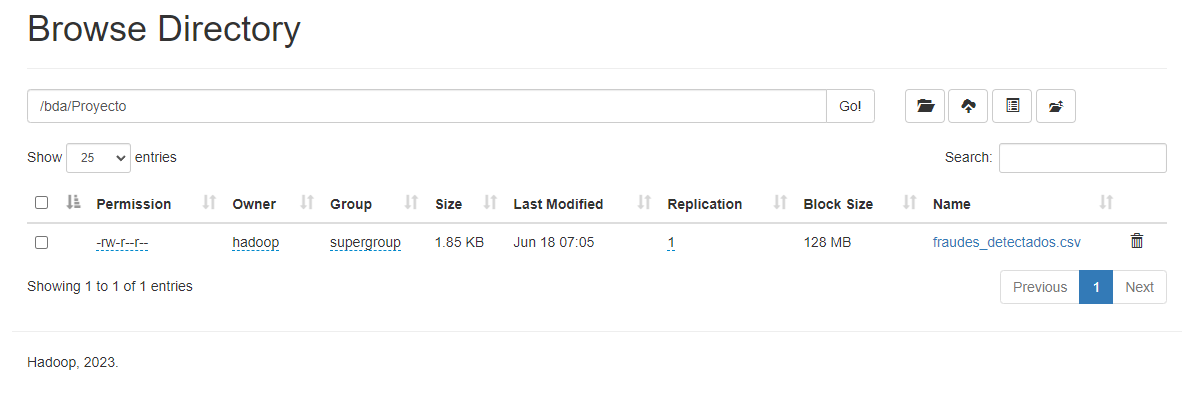 Browse Directory
/bda/Proyecto Go!
Show 25 entries Search:
Permission Owner Group Size Last Modified Replication Block Size Name
-rw-r--r-- hadoop supergroup 1.85 KB Jun 18 07:05 1 128 MB fraudes_detectados.csv
Showing 1 to 1 of 1 entries Previous 1 Next
Hadoop, 2023.